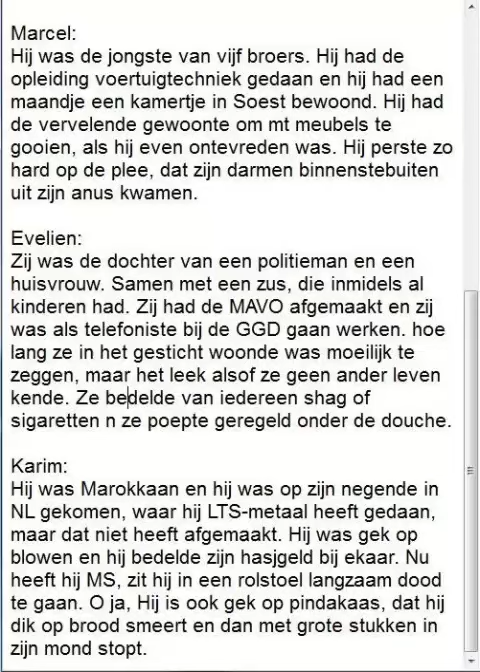 Marcel:
Hij was de jongste van vijf broers. Hij had de
opleiding voertuigtechniek gedaan en hij had een
maandje een kamertje in Soest bewoond. Hij had
de vervelende gewoonte om mt meubels te
gooien, als hij even ontevreden was. Hij perste zo
hard op de plee, dat zijn darmen binnenstebuiten
uit zijn anus kwamen.

Evelien:
Zij was de dochter van een politieman en een
huisvrouw. Samen met een zus, die inmidels al
kinderen had. Zij had de MAVO afgemaakt en zij
was als telefoniste bij de GGD gaan werken. hoe
lang ze in het gesticht woonde was moeilijk te
zeggen, maar het leek alsof ze geen ander leven
kende. Ze bedelde van iedereen shag of
sigaretten n ze poepte geregeld onder de douche.

Karim:
Hij was Marokkaan en hij was op zijn negende in
NL gekomen, waar hij LTS-metaal heeft gedaan,
maar dat niet heeft afgemaakt. Hij was gek op
blowen en hij bedelde zijn hasjgeld bij ekaar. Nu
heeft hij MS, zit hij in een rolstoel langzaam dood
te gaan. O ja, Hij is ook gek op pindakaas, dat hij
dik op brood smeert en dan met grote stukken in
zijn mond stopt.